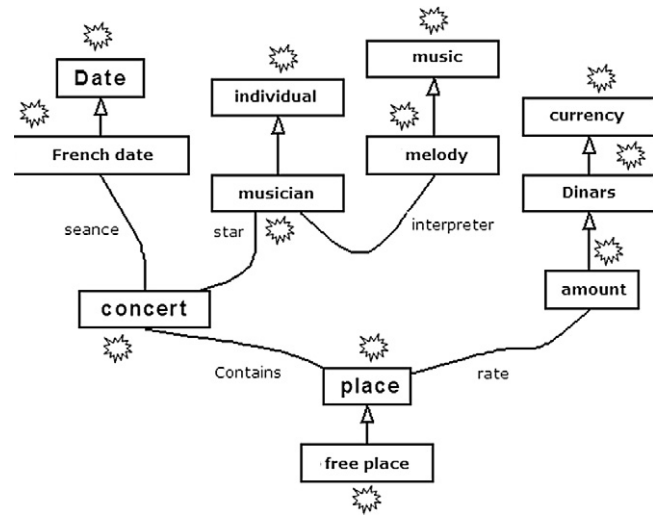 music
Date
individual
currency
French date
melody
musician
Dinars
seance
star
interpreter
concert
amount
Contains
place
rate
free place